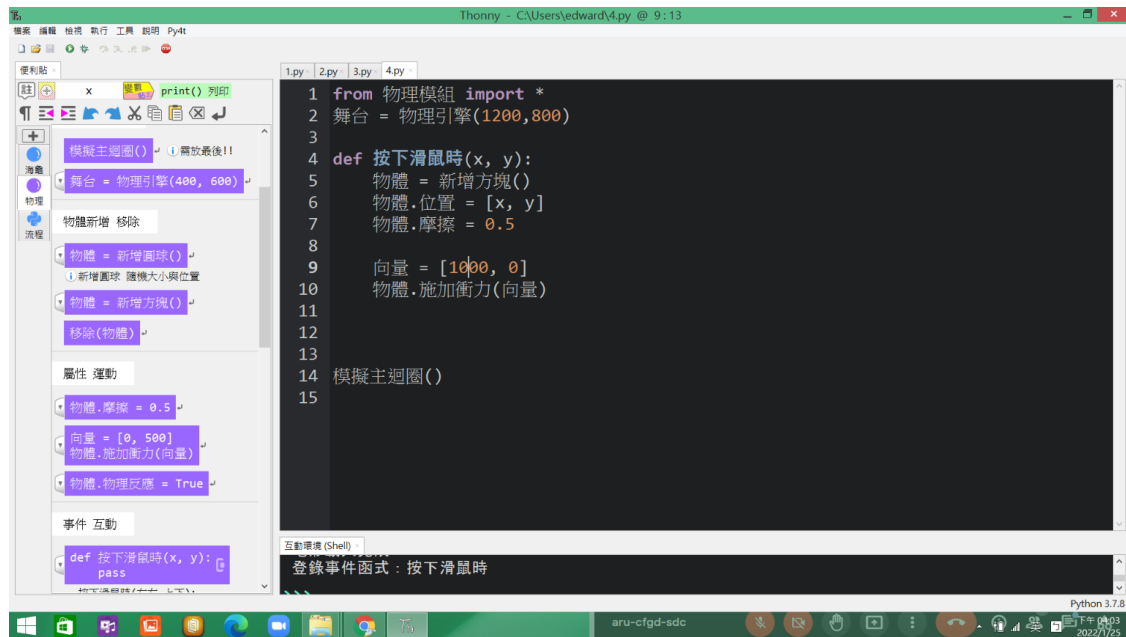 Thonny - C:\Users\edward\4.py @ 9:13
檔案 編輯 檢視 執行 工具 說明 Py4t
便利貼
1.py 2.py 3.py 4.py
註 x 變數 print() 列印
海龜
物理
流程
模擬主迴圈() 需放最後!!
舞台 = 物理引擎(400, 600)
物體新增 移除
物體 = 新增圓球()
新增圓球 隨機大小與位置
物體 = 新增方塊()
移除(物體)
屬性 運動
物體.摩擦 = 0.5
向量 = [0, 500]
物體.施加衝力(向量)
物體.物理反應 = True
事件 互動
def 按下滑鼠時(x, y):
pass
1 from 物理模組 import *
2 舞台 = 物理引擎(1200,800)
3
4 def 按下滑鼠時(x, y):
5 物體 = 新增方塊()
6 物體.位置 = [x, y]
7 物體.摩擦 = 0.5
8
9 向量 = [1000, 0]
10 物體.施加衝力(向量)
11
12
13
14 模擬主迴圈()
15
互動環境 (Shell)
登錄事件函式：按下滑鼠時
>>>
Python 3.7.8
aru-cfgd-sdc
下午 04:03
2022/1/25